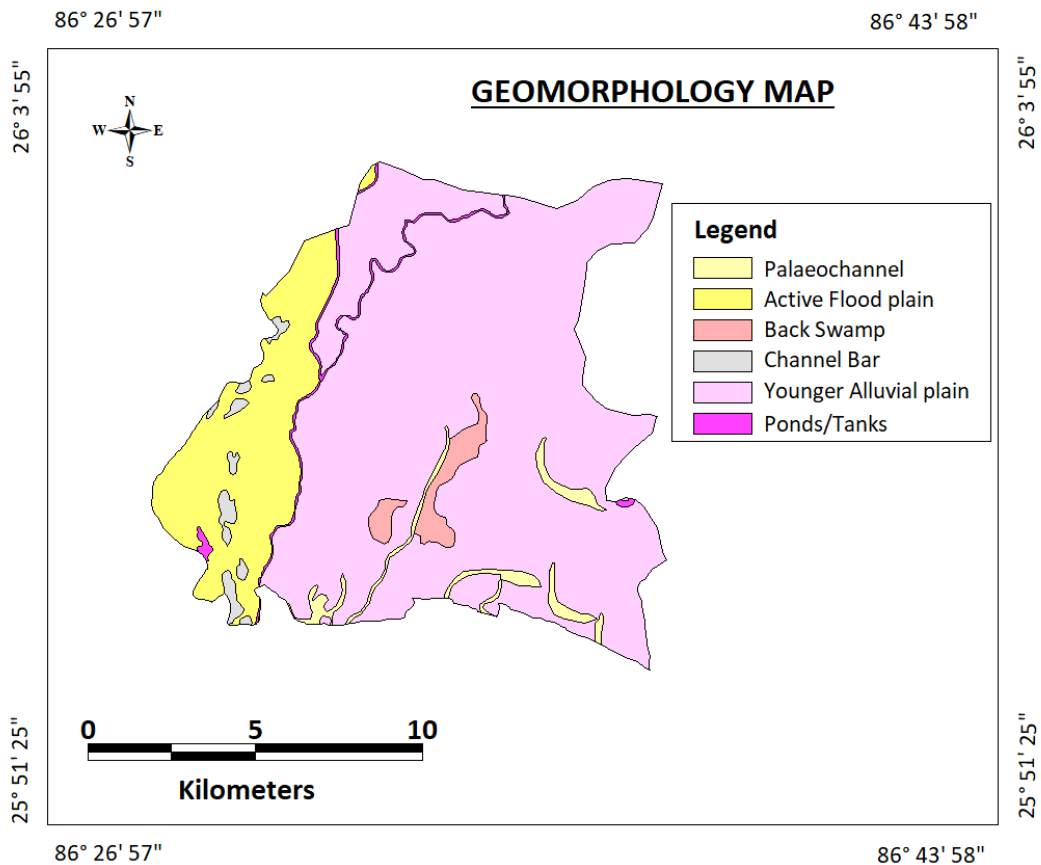 86° 26' 57"
86° 43' 58"
26° 3' 55"
26° 3' 55"
GEOMORPHOLOGY MAP
N
W E
S
Legend
Palaeochannel
Active Flood plain
Back Swamp
Channel Bar
Younger Alluvial plain
Ponds/Tanks
0 5 10
Kilometers
25° 51' 25"
25° 51' 25"
86° 26' 57"
86° 43' 58"